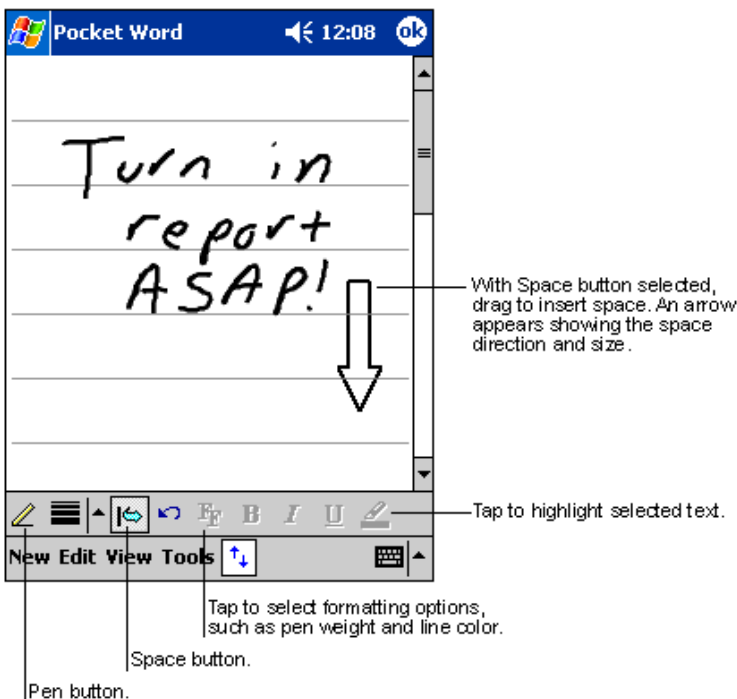 Pocket Word 12:08 ok
Turn in
report
ASAP!
With Space button selected,
drag to insert space. An arrow
appears showing the space
direction and size.
Tap to highlight selected text.
FF B I U
New Edit View Tools
Tap to select formatting options,
such as pen weight and line color.
Space button.
Pen button.